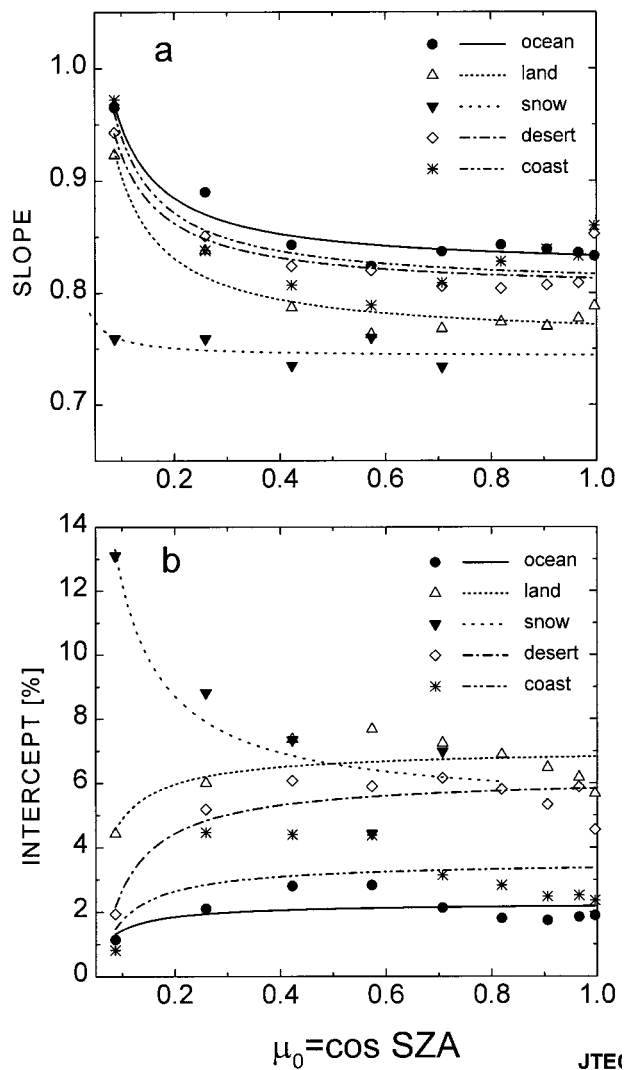 a
ocean
land
snow
desert
coast
1.0
0.9
0.8
0.7
SLOPE
0.2 0.4 0.6 0.8 1.0
b
ocean
land
snow
desert
coast
14
12
10
8
6
4
2
0
INTERCEPT [%]
0.2 0.4 0.6 0.8 1.0
μ₀=cos SZA
JTEC